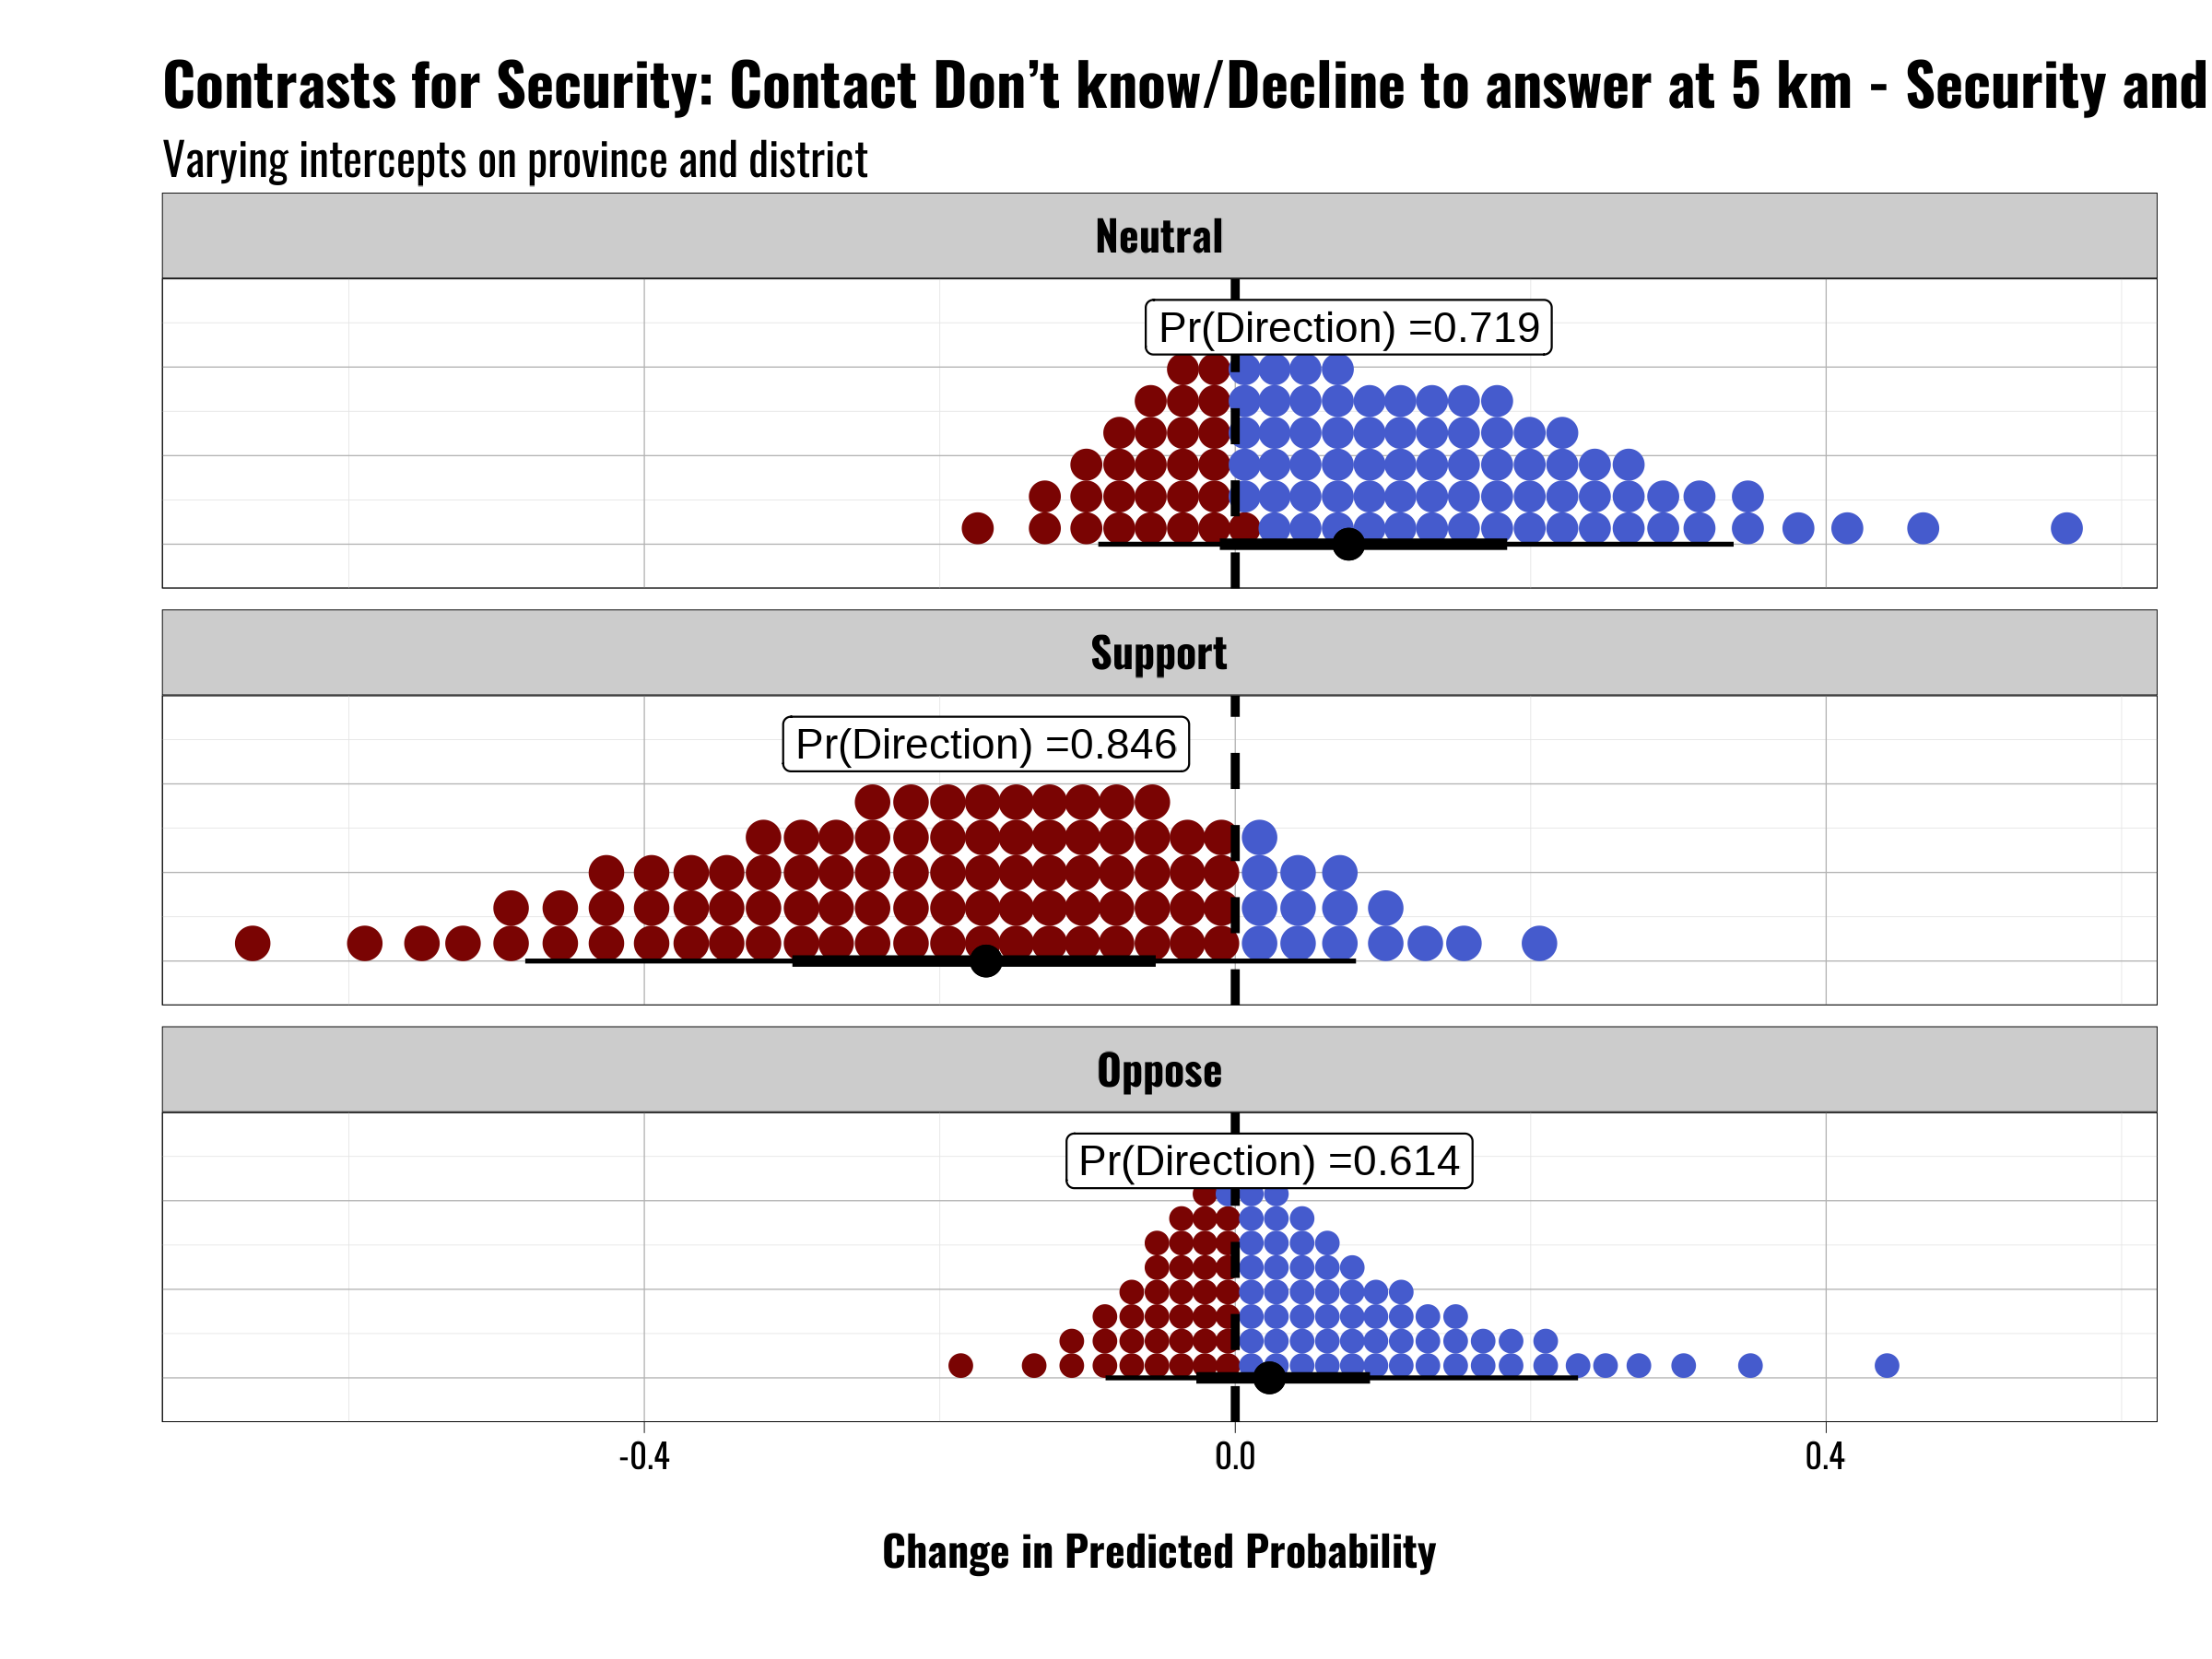 Contrasts for Security: Contact Don’t know/Decline to answer at 5 km - Security and
Varying intercepts on province and district
Neutral
Pr(Direction) =0.719
Support
Pr(Direction) =0.846
Oppose
Pr(Direction) =0.614
-0.4 0.0 0.4
Change in Predicted Probability